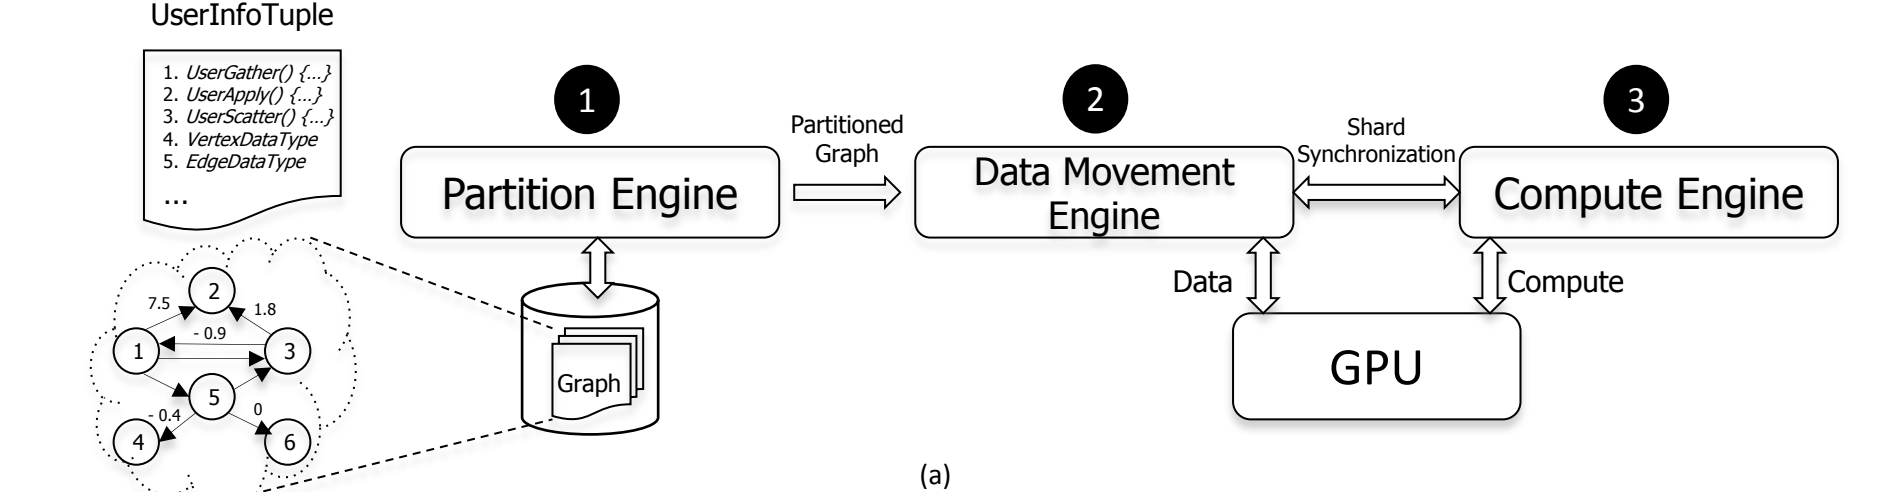 UserInfoTuple
1. UserGather() {...}
2. UserApply() {...}
3. UserScatter() {...}
4. VertexDataType
5. EdgeDataType
...
1
Partition Engine
Partitioned
Graph
2
Data Movement
Engine
Shard
Synchronization
3
Compute Engine
Data
Compute
GPU
Graph
2
7.5
1.8
- 0.9
1
3
5
- 0.4
0
4
6
(a)